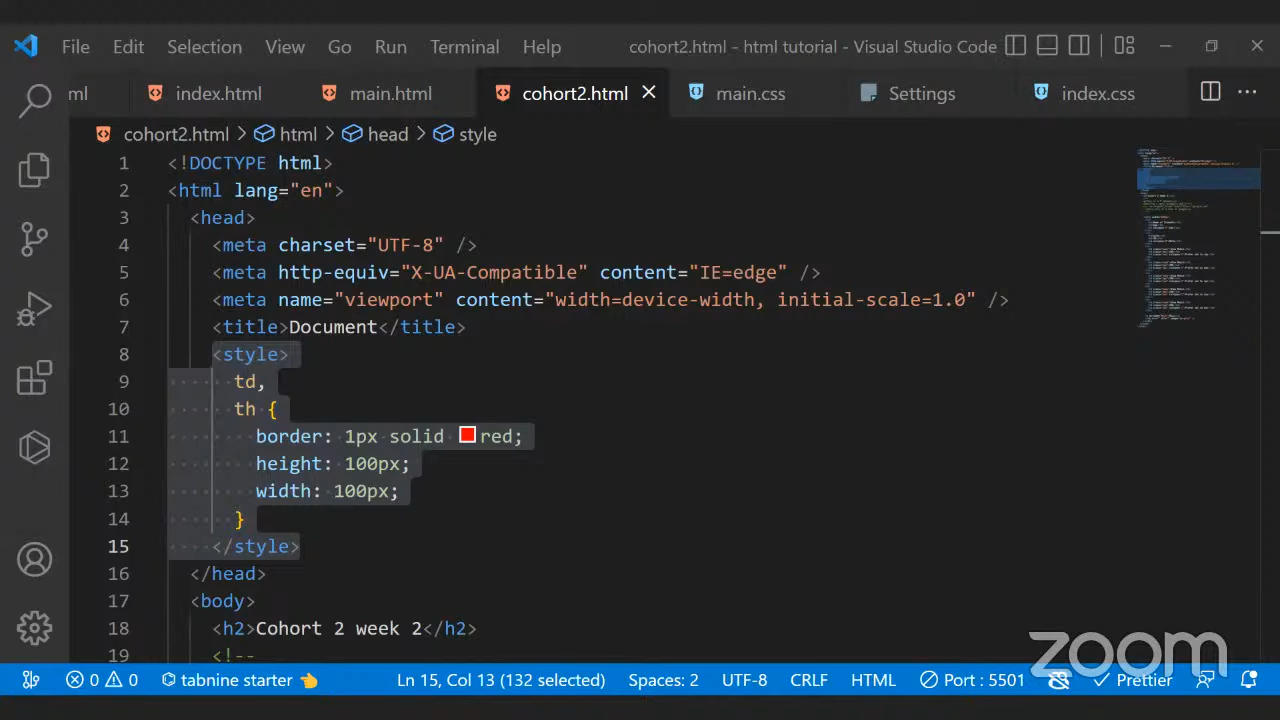 File Edit Selection View Go Run Terminal Help cohort2.html - html tutorial - Visual Studio Code
ml index.html main.html cohort2.html main.css Settings index.css
cohort2.html > html > head > style
1 <!DOCTYPE html>
2 <html lang="en">
3 <head>
4 <meta charset="UTF-8" />
5 <meta http-equiv="X-UA-Compatible" content="IE=edge" />
6 <meta name="viewport" content="width=device-width, initial-scale=1.0" />
7 <title>Document</title>
8 <style>
9 td,
10 th {
11 border: 1px solid red;
12 height: 100px;
13 width: 100px;
14 }
15 </style>
16 </head>
17 <body>
18 <h2>Cohort 2 week 2</h2>
19 <!--
zoom
0 0 tabnine starter Ln 15, Col 13 (132 selected) Spaces: 2 UTF-8 CRLF HTML Port : 5501 Prettier